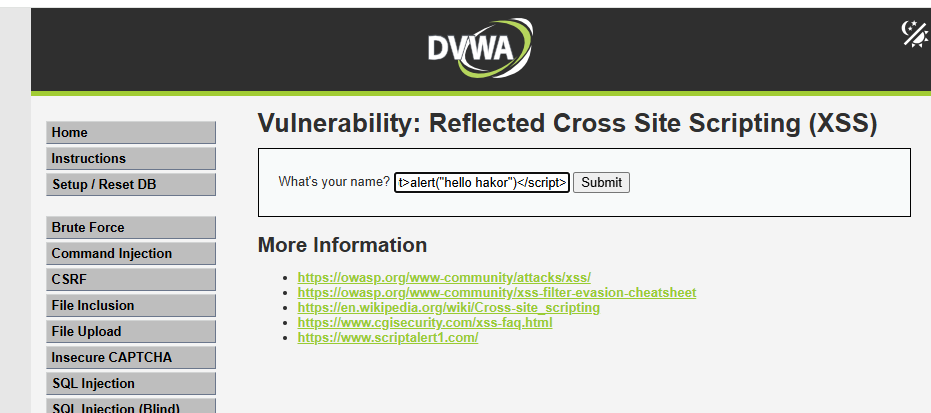 DVWA
Vulnerability: Reflected Cross Site Scripting (XSS)
Home
Instructions
Setup / Reset DB
Brute Force
Command Injection
CSRF
File Inclusion
File Upload
Insecure CAPTCHA
SQL Injection
SQL Injection (Blind)
What's your name? t>alert("hello hakor")</script> Submit
More Information
https://owasp.org/www-community/attacks/xss/
https://owasp.org/www-community/xss-filter-evasion-cheatsheet
https://en.wikipedia.org/wiki/Cross-site_scripting
https://www.cgisecurity.com/xss-faq.html
https://www.scriptalert1.com/